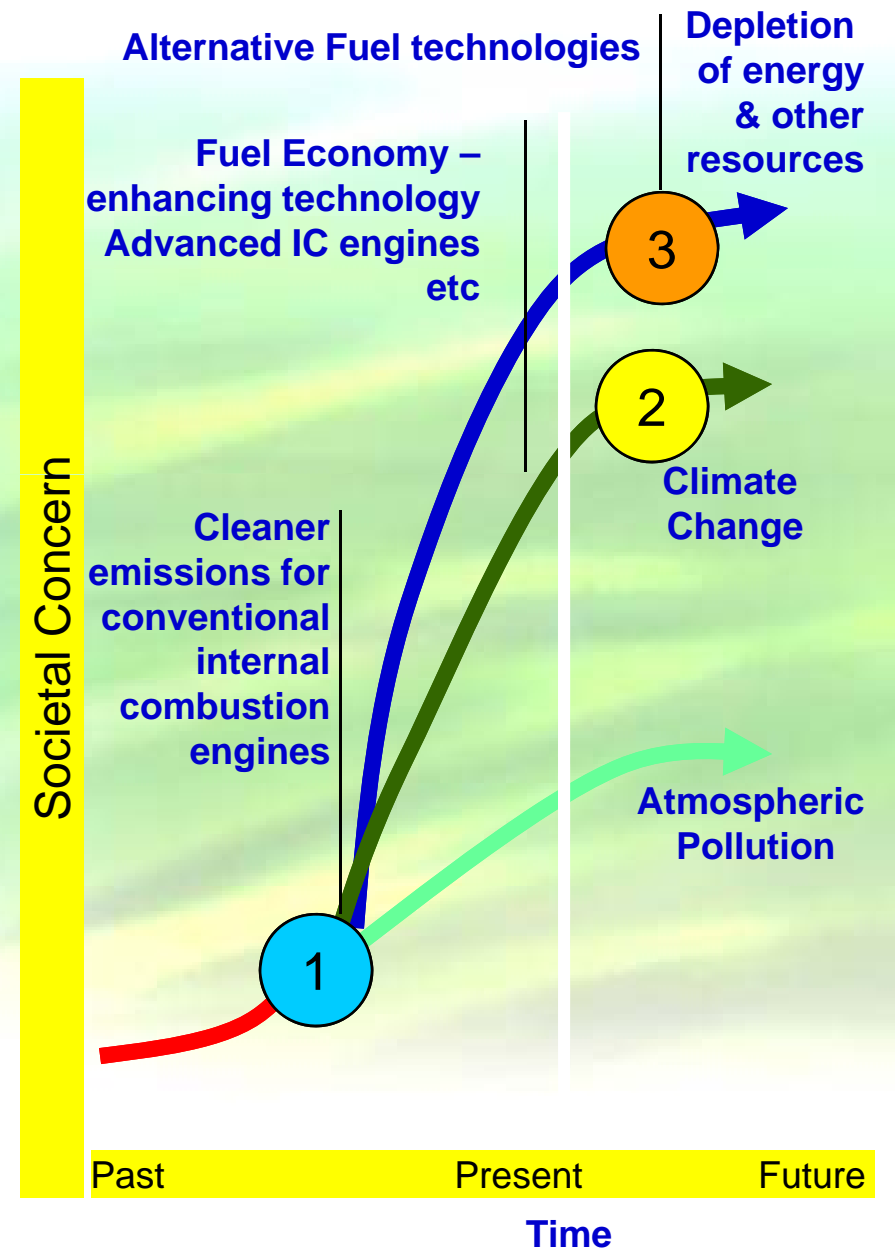 Alternative Fuel technologies
Depletion
of energy
& other
resources
Fuel Economy –
enhancing technology
Advanced IC engines
etc
3
2
Climate
Change
Cleaner
emissions for
conventional
internal
combustion
engines
Societal Concern
Atmospheric
Pollution
1
Past Present Future
Time